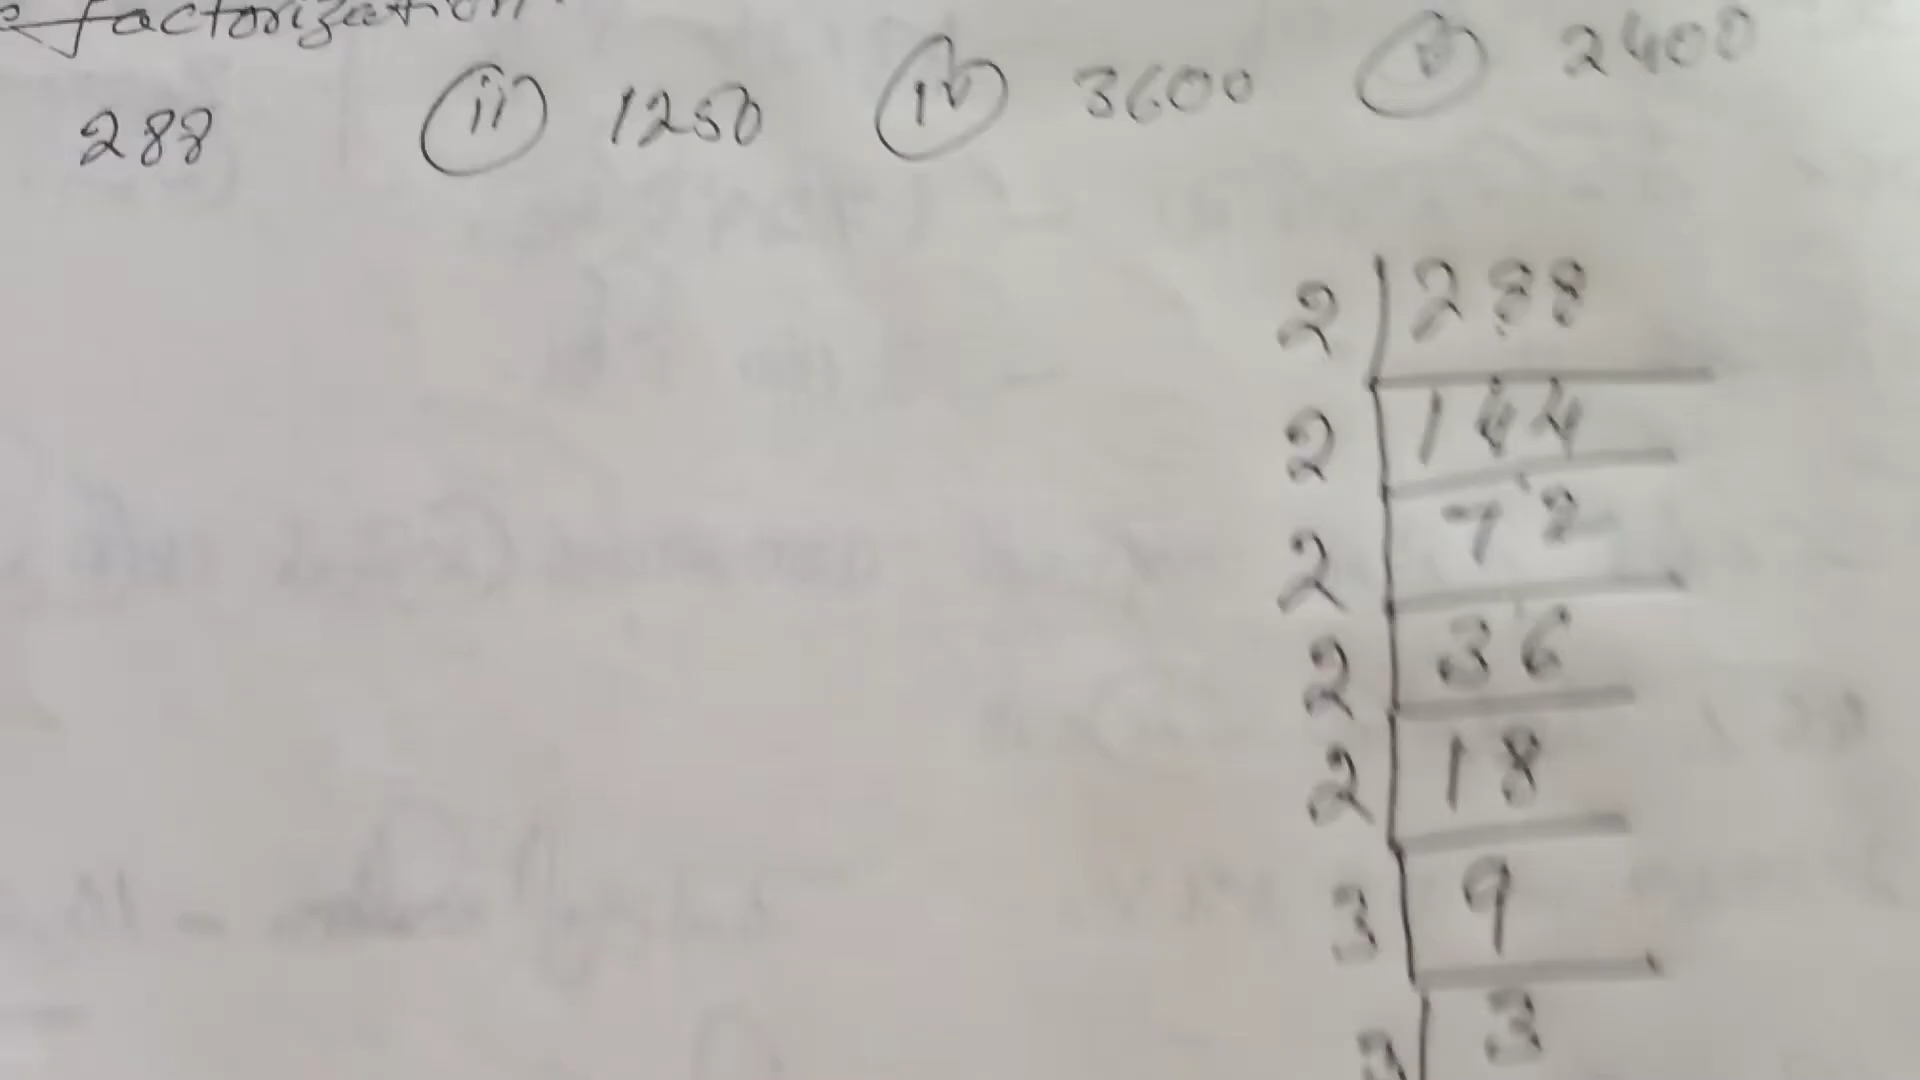 factorization.
288 (ii) 1250 (iv) 3600 (v) 2400
2 | 288
2 | 144
2 | 72
2 | 36
2 | 18
3 | 9
3 | 3